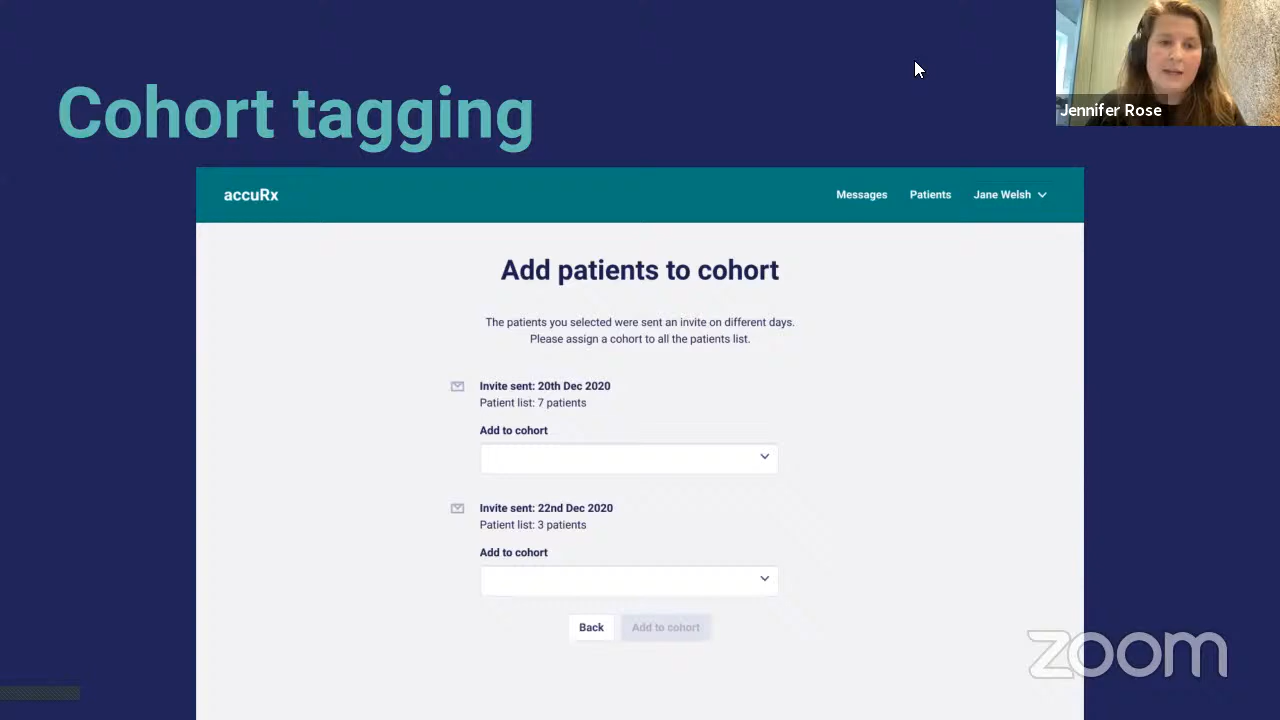 Cohort tagging
Jennifer Rose
accuRx
Messages Patients Jane Welsh
Add patients to cohort
The patients you selected were sent an invite on different days.
Please assign a cohort to all the patients list.
Invite sent: 20th Dec 2020
Patient list: 7 patients
Add to cohort
Invite sent: 22nd Dec 2020
Patient list: 3 patients
Add to cohort
Back Add to cohort
zoom